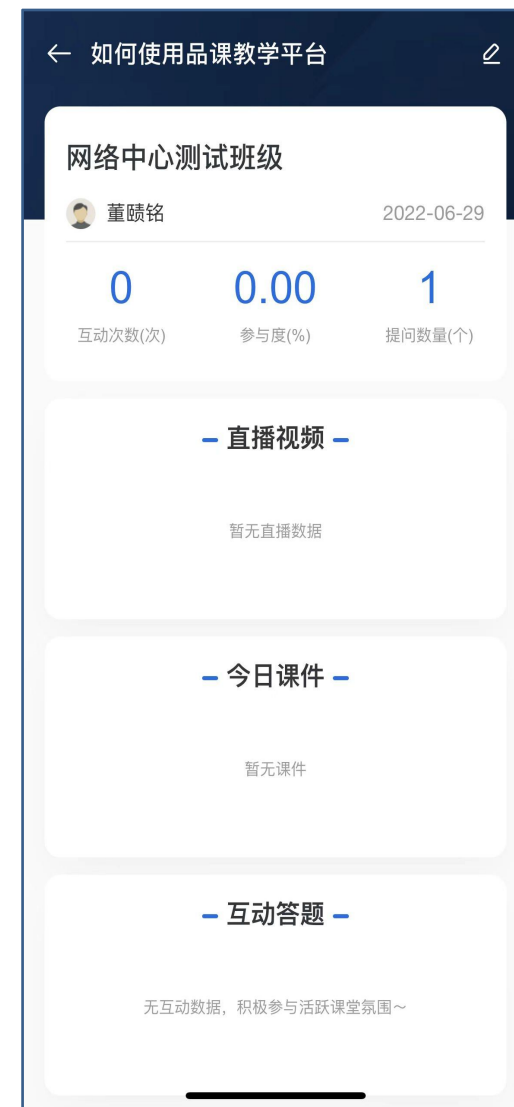 如何使用品课教学平台
网络中心测试班级
董赜铭 2022-06-29
0 0.00 1
互动次数(次) 参与度(%) 提问数量(个)
直播视频
暂无直播数据
今日课件
暂无课件
互动答题
无互动数据，积极参与活跃课堂氛围～